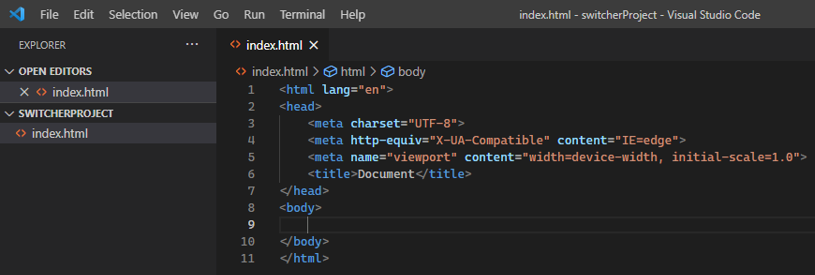 File Edit Selection View Go Run Terminal Help index.html - switcherProject - Visual Studio Code
EXPLORER ···
OPEN EDITORS
index.html
SWITCHERPROJECT
index.html
index.html
index.html > html > body
1 <html lang="en">
2 <head>
3 <meta charset="UTF-8">
4 <meta http-equiv="X-UA-Compatible" content="IE=edge">
5 <meta name="viewport" content="width=device-width, initial-scale=1.0">
6 <title>Document</title>
7 </head>
8 <body>
9
10 </body>
11 </html>